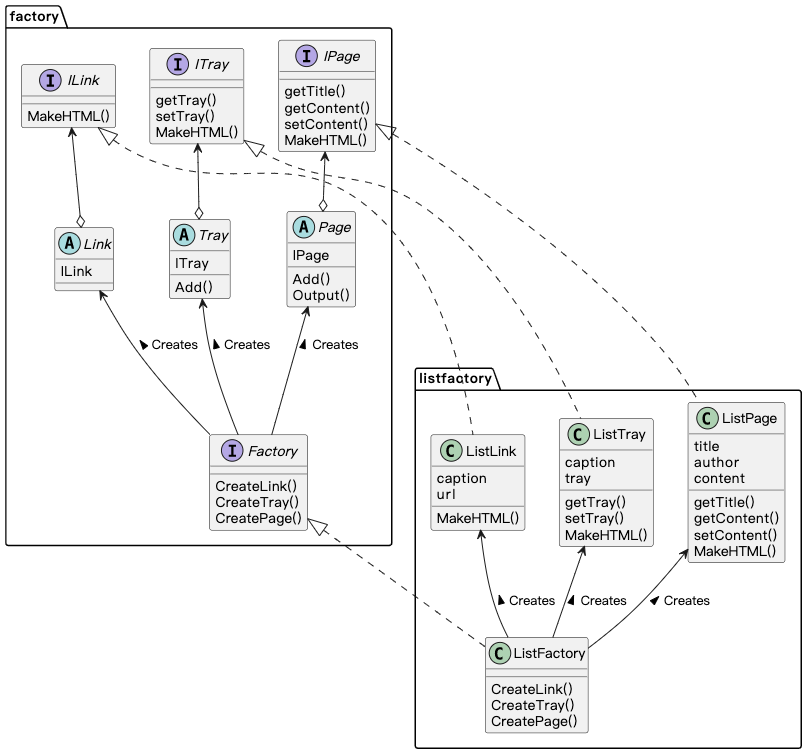 factory
I ILink
MakeHTML()
I ITray
getTray()
setTray()
MakeHTML()
I IPage
getTitle()
getContent()
setContent()
MakeHTML()
A Link
ILink
A Tray
ITray
Add()
A Page
IPage
Add()
Output()
Creates
Creates
Creates
I Factory
CreateLink()
CreateTray()
CreatePage()
listfactory
C ListLink
caption
url
MakeHTML()
C ListTray
caption
tray
getTray()
setTray()
MakeHTML()
C ListPage
title
author
content
getTitle()
getContent()
setContent()
MakeHTML()
Creates
Creates
Creates
C ListFactory
CreateLink()
CreateTray()
CreatePage()